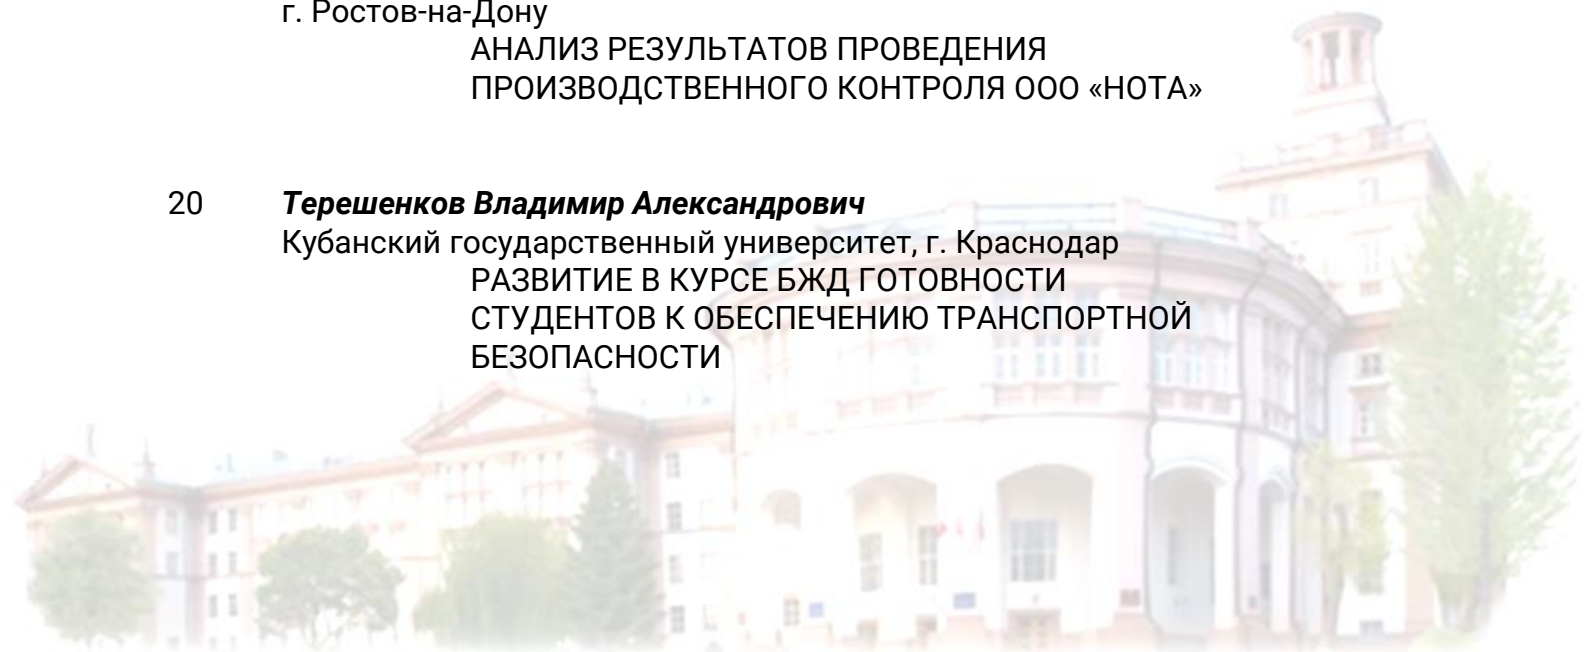 г. Ростов-на-Дону
АНАЛИЗ РЕЗУЛЬТАТОВ ПРОВЕДЕНИЯ
ПРОИЗВОДСТВЕННОГО КОНТРОЛЯ ООО «НОТА»
20 Терешенков Владимир Александрович
Кубанский государственный университет, г. Краснодар
РАЗВИТИЕ В КУРСЕ БЖД ГОТОВНОСТИ
СТУДЕНТОВ К ОБЕСПЕЧЕНИЮ ТРАНСПОРТНОЙ
БЕЗОПАСНОСТИ